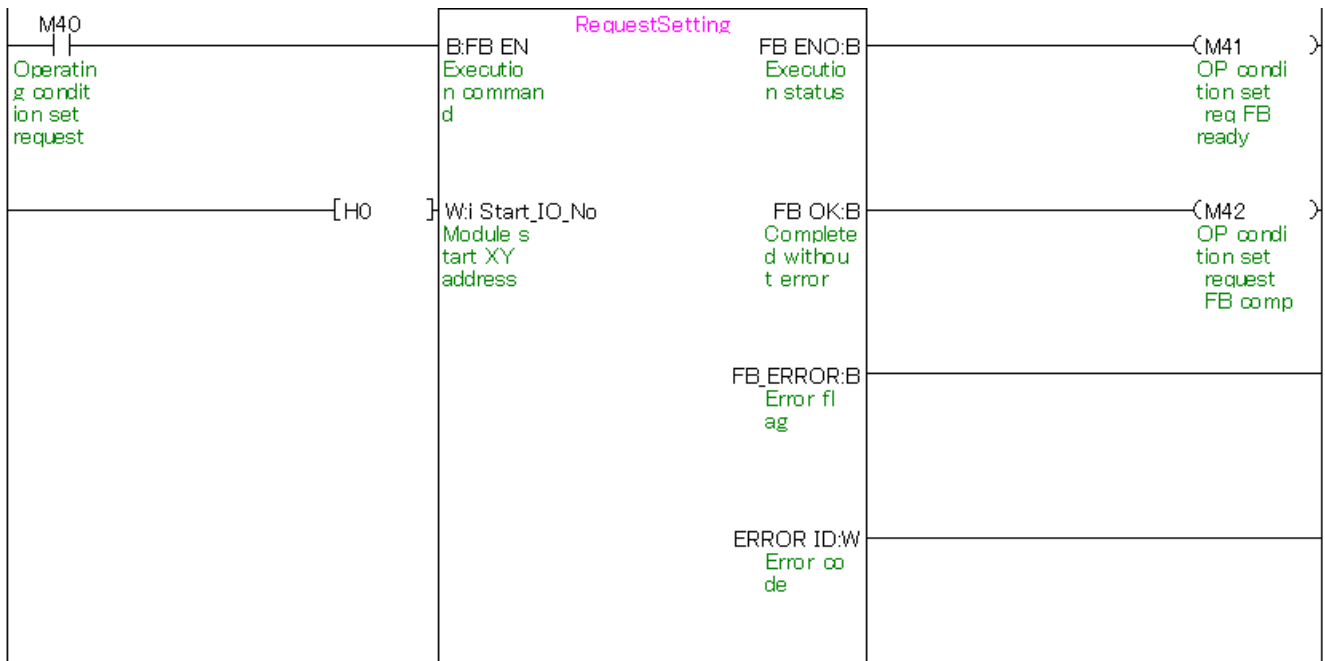 M40
RequestSetting
B:FB EN
FB ENO:B
(M41 )
Operatin
g condit
ion set
request
Executio
n comman
d
Executio
n status
OP condi
tion set
req FB
ready
[H0 ]
W:i Start_IO_No
FB OK:B
(M42 )
Module s
tart XY
address
Complete
d withou
t error
OP condi
tion set
request
FB comp
FB_ERROR:B
Error fl
ag
ERROR ID:W
Error co
de